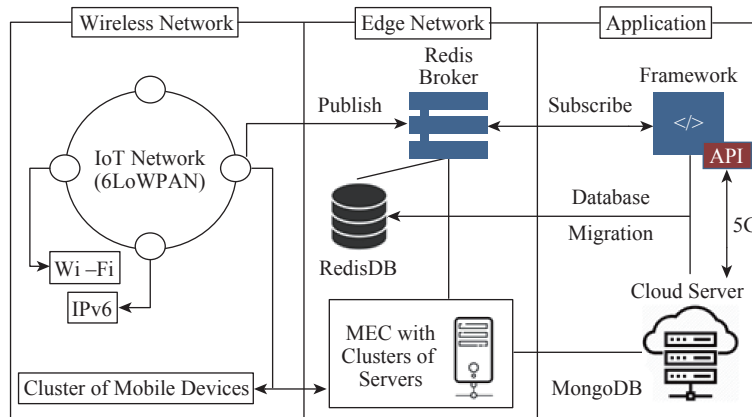 Wireless Network
Edge Network
Application
Redis
Broker
Framework
Publish
Subscribe
</>
API
IoT Network
(6LoWPAN)
Database
Migration
5G
RedisDB
Wi –Fi
IPv6
Cloud Server
MEC with
Clusters of
Servers
MongoDB
Cluster of Mobile Devices